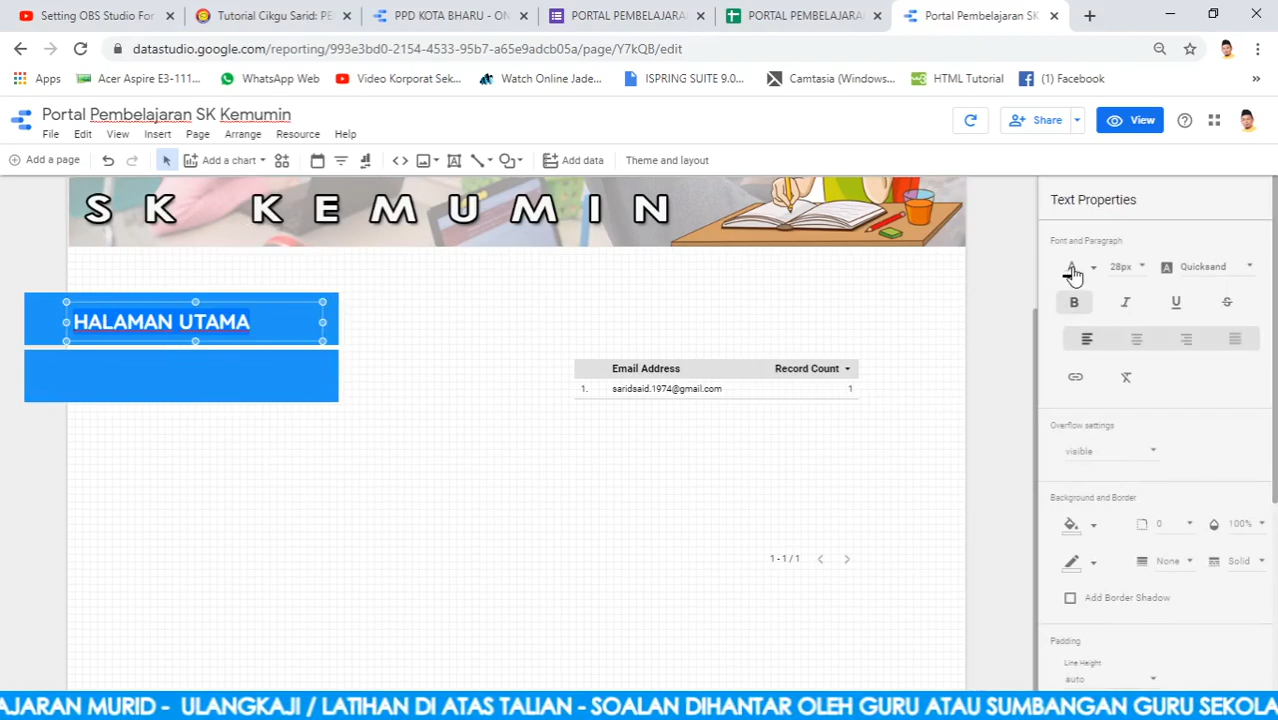 Setting OBS Studio For
Tutorial Cikgu Sarid: PE
PPD KOTA BHARU - ON
PORTAL PEMBELAJARA
PORTAL PEMBELAJARA
Portal Pembelajaran SK
datastudio.google.com/reporting/993e3bd0-2154-4533-95b7-a65e9adcb05a/page/Y7kQB/edit
Apps
Acer Aspire E3-111...
WhatsApp Web
Video Korporat Sek...
Watch Online Jade...
ISPRING SUITE 9.0...
Camtasia (Windows...
HTML Tutorial
(1) Facebook
Portal Pembelajaran SK Kemumin
File Edit View Insert Page Arrange Resource Help
Share
View
Add a page
Add a chart
Add data
Theme and layout
SK KEMUMIN
HALAMAN UTAMA
Email Address Record Count
1. saridsaid.1974@gmail.com 1
1 - 1 / 1
Text Properties
Font and Paragraph
28px Quicksand
B I U S
Overflow settings
visible
Background and Border
0 100%
None Solid
Add Border Shadow
Padding
Line Height
auto
AJARAN MURID - ULANGKAJI / LATIHAN DI ATAS TALIAN - SOALAN DIHANTAR OLEH GURU ATAU SUMBANGAN GURU SEKOLA